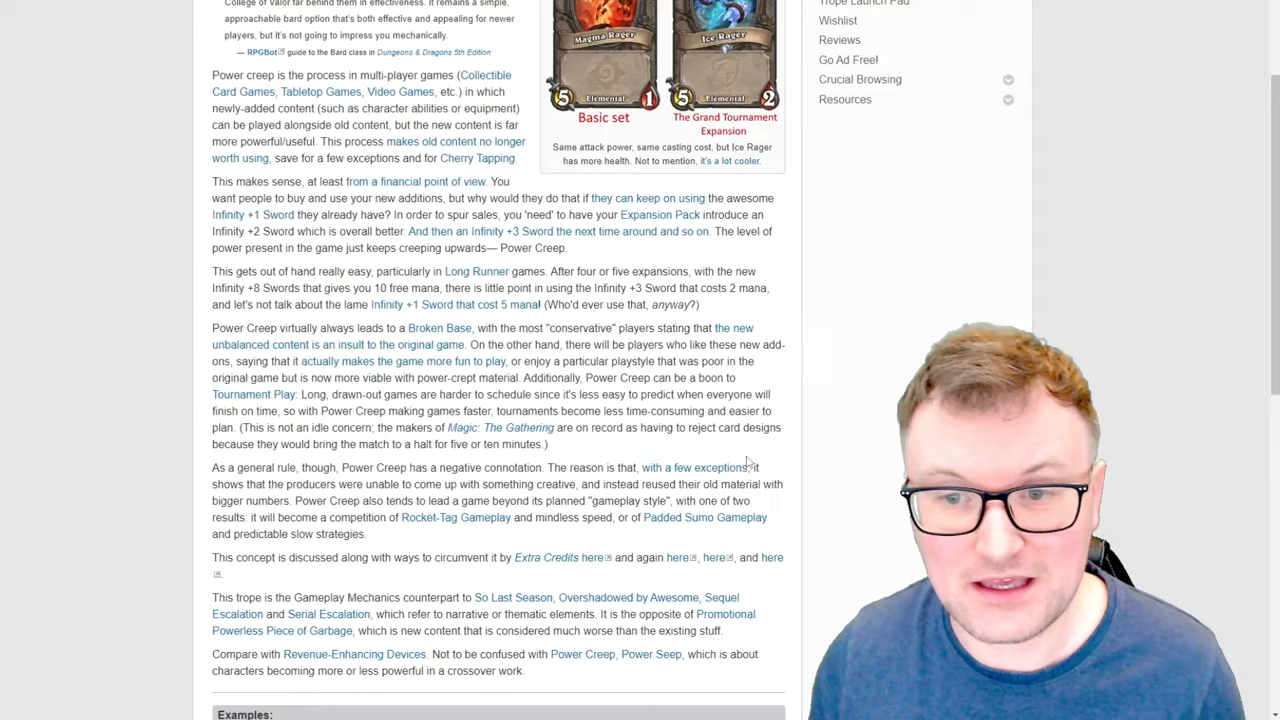 College of Valor far behind them in effectiveness. It remains a simple,
approachable bard option that's both effective and appealing for newer
players, but it's not going to impress you mechanically.
— RPGBot guide to the Bard class in Dungeons & Dragons 5th Edition
Power creep is the process in multi-player games (Collectible
Card Games, Tabletop Games, Video Games, etc.) in which
newly-added content (such as character abilities or equipment)
can be played alongside old content, but the new content is far
more powerful/useful. This process makes old content no longer
worth using, save for a few exceptions and for Cherry Tapping.
Magma Rager
5
Elemental
1
Basic set
Ice Rager
5
Elemental
2
The Grand Tournament
Expansion
Same attack power, same casting cost, but Ice Rager
has more health. Not to mention, it's a lot cooler.
This makes sense, at least from a financial point of view. You
want people to buy and use your new additions, but why would they do that if they can keep on using the awesome
Infinity +1 Sword they already have? In order to spur sales, you 'need' to have your Expansion Pack introduce an
Infinity +2 Sword which is overall better. And then an Infinity +3 Sword the next time around and so on. The level of
power present in the game just keeps creeping upwards— Power Creep.
This gets out of hand really easy, particularly in Long Runner games. After four or five expansions, with the new
Infinity +8 Swords that gives you 10 free mana, there is little point in using the Infinity +3 Sword that costs 2 mana,
and let's not talk about the lame Infinity +1 Sword that cost 5 mana! (Who'd ever use that, anyway?)
Power Creep virtually always leads to a Broken Base, with the most "conservative" players stating that the new
unbalanced content is an insult to the original game. On the other hand, there will be players who like these new add-
ons, saying that it actually makes the game more fun to play, or enjoy a particular playstyle that was poor in the
original game but is now more viable with power-crept material. Additionally, Power Creep can be a boon to
Tournament Play: Long, drawn-out games are harder to schedule since it's less easy to predict when everyone will
finish on time, so with Power Creep making games faster, tournaments become less time-consuming and easier to
plan. (This is not an idle concern; the makers of Magic: The Gathering are on record as having to reject card designs
because they would bring the match to a halt for five or ten minutes.)
As a general rule, though, Power Creep has a negative connotation. The reason is that, with a few exceptions, it
shows that the producers were unable to come up with something creative, and instead reused their old material with
bigger numbers. Power Creep also tends to lead a game beyond its planned "gameplay style", with one of two
results: it will become a competition of Rocket-Tag Gameplay and mindless speed, or of Padded Sumo Gameplay
and predictable slow strategies.
This concept is discussed along with ways to circumvent it by Extra Credits here and again here, here, and here
.
This trope is the Gameplay Mechanics counterpart to So Last Season, Overshadowed by Awesome, Sequel
Escalation and Serial Escalation, which refer to narrative or thematic elements. It is the opposite of Promotional
Powerless Piece of Garbage, which is new content that is considered much worse than the existing stuff.
Compare with Revenue-Enhancing Devices. Not to be confused with Power Creep, Power Seep, which is about
characters becoming more or less powerful in a crossover work.
Examples:
Trope Launch Pad
Wishlist
Reviews
Go Ad Free!
Crucial Browsing
Resources